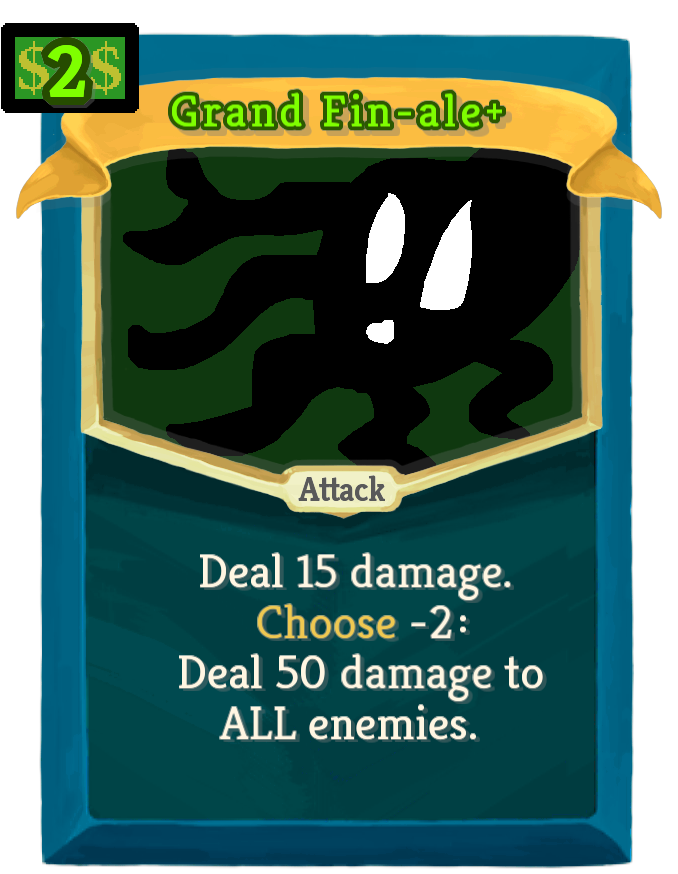 $2$
Grand Fin-ale+
Attack
Deal 15 damage.
Choose -2:
Deal 50 damage to
ALL enemies.